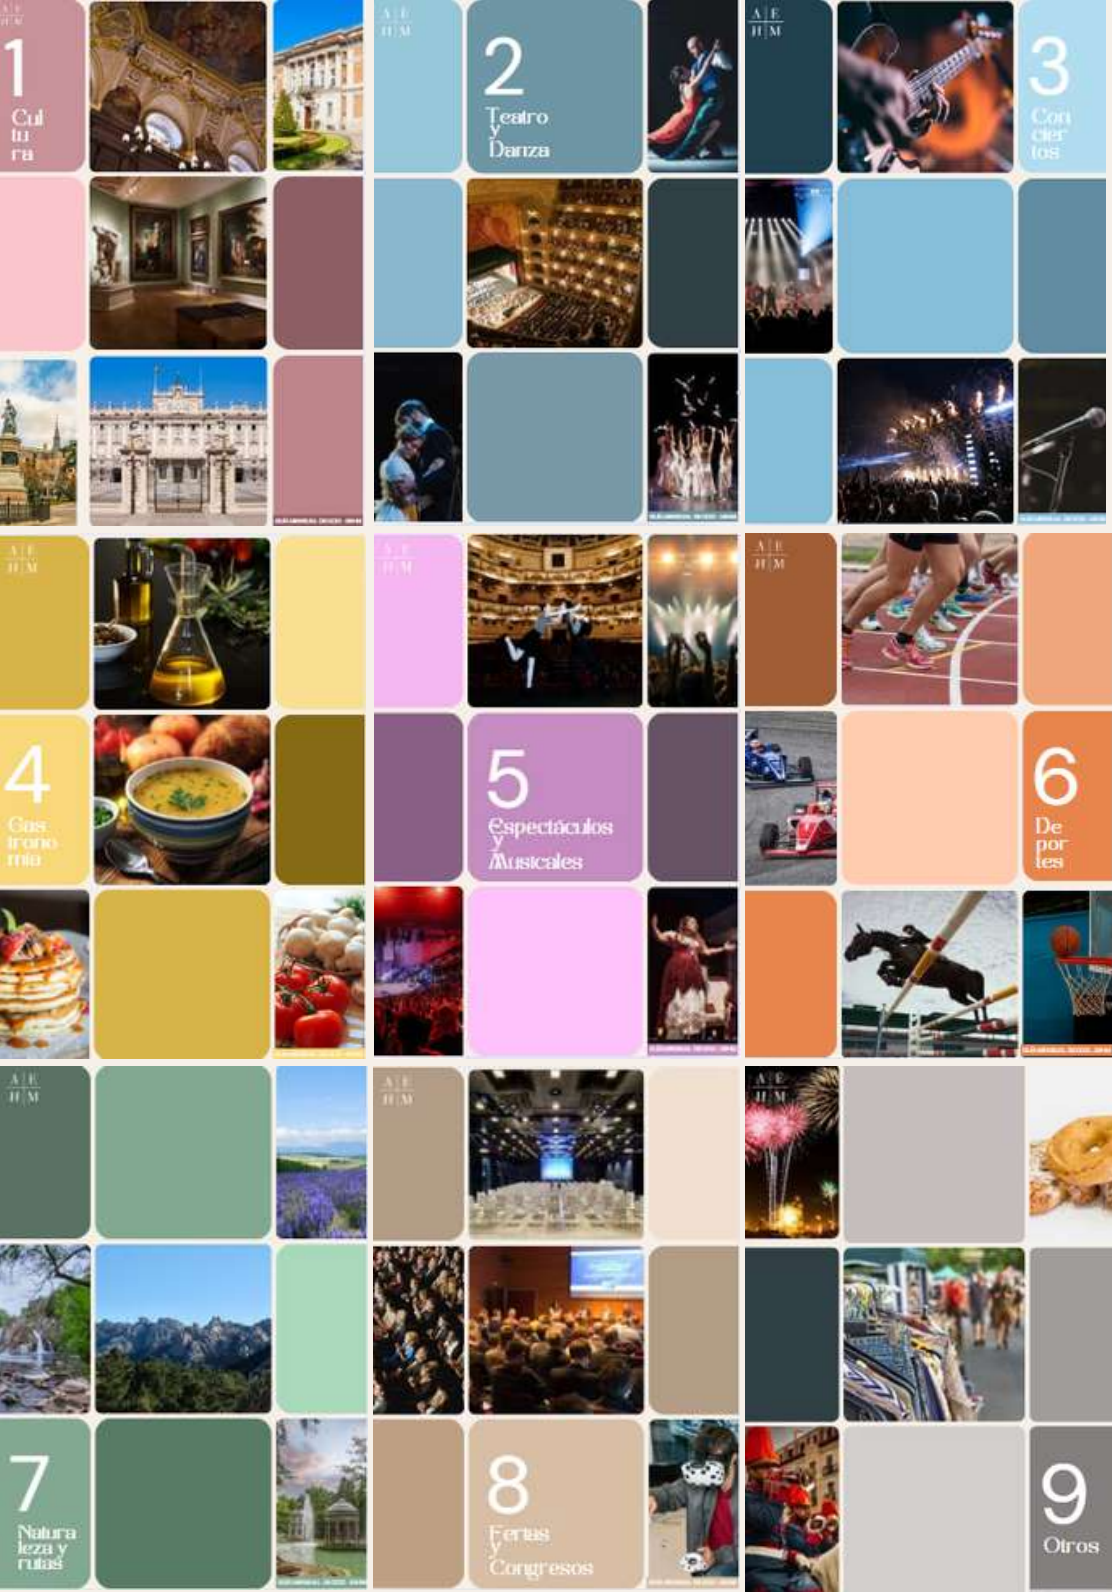 A E
H M
1
Cul
tu
ra
A E
H M
2
Teatro
y
Danza
A E
H M
3
Con
cier
tos
A E
H M
4
Gas
trono
mía
A E
H M
5
Espectáculos
y
Musicales
A E
H M
6
De
por
tes
A E
H M
7
Natura
leza y
rutas
A E
H M
8
Ferias
y
Congresos
A E
H M
9
Otros